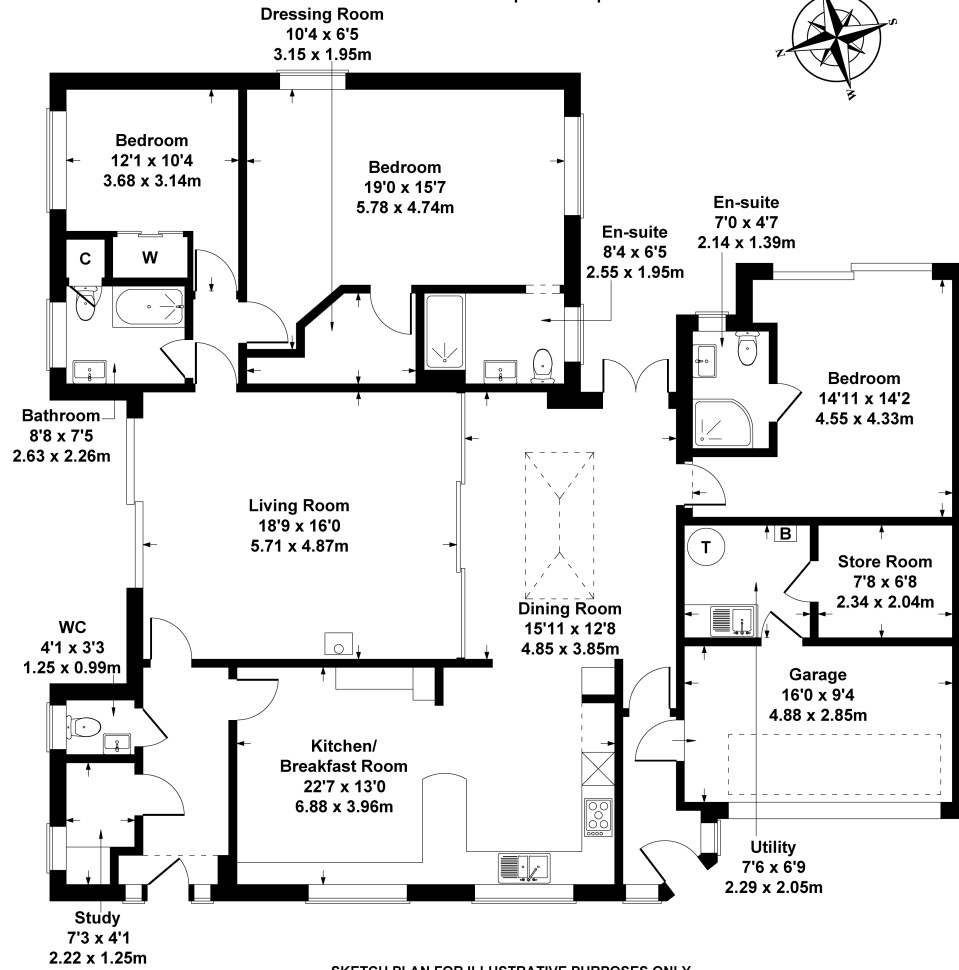 Dressing Room
10'4 x 6'5
3.15 x 1.95m
N
S
W
Bedroom
12'1 x 10'4
3.68 x 3.14m
Bedroom
19'0 x 15'7
5.78 x 4.74m
En-suite
7'0 x 4'7
2.14 x 1.39m
En-suite
8'4 x 6'5
2.55 x 1.95m
C
W
Bedroom
14'11 x 14'2
4.55 x 4.33m
Bathroom
8'8 x 7'5
2.63 x 2.26m
Living Room
18'9 x 16'0
5.71 x 4.87m
T
B
Store Room
7'8 x 6'8
2.34 x 2.04m
Dining Room
15'11 x 12'8
4.85 x 3.85m
WC
4'1 x 3'3
1.25 x 0.99m
Garage
16'0 x 9'4
4.88 x 2.85m
Kitchen/
Breakfast Room
22'7 x 13'0
6.88 x 3.96m
Utility
7'6 x 6'9
2.29 x 2.05m
Study
7'3 x 4'1
2.22 x 1.25m
SKETCH PLAN FOR ILLUSTRATIVE PURPOSES ONLY